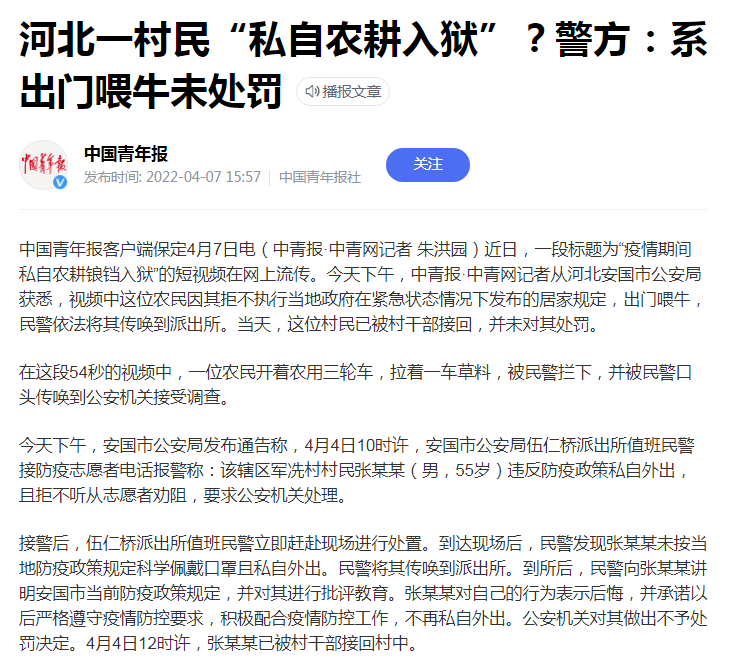 河北一村民“私自农耕入狱”？警方：系
出门喂牛未处罚 播报文章
中国青年报
中国青年报
发布时间: 2022-04-07 15:57 中国青年报社
关注
中国青年报客户端保定4月7日电（中青报·中青网记者 朱洪园）近日，一段标题为“疫情期间
私自农耕锒铛入狱”的短视频在网上流传。今天下午，中青报·中青网记者从河北安国市公安局
获悉，视频中这位农民因其拒不执行当地政府在紧急状态情况下发布的居家规定，出门喂牛，
民警依法将其传唤到派出所。当天，这位村民已被村干部接回，并未对其处罚。
在这段54秒的视频中，一位农民开着农用三轮车，拉着一车草料，被民警拦下，并被民警口
头传唤到公安机关接受调查。
今天下午，安国市公安局发布通告称，4月4日10时许，安国市公安局伍仁桥派出所值班民警
接防疫志愿者电话报警称：该辖区军冼村村民张某某（男，55岁）违反防疫政策私自外出，
且拒不听从志愿者劝阻，要求公安机关处理。
接警后，伍仁桥派出所值班民警立即赶赴现场进行处置。到达现场后，民警发现张某某未按当
地防疫政策规定科学佩戴口罩且私自外出。民警将其传唤到派出所。到所后，民警向张某某讲
明安国市当前防疫政策规定，并对其进行批评教育。张某某对自己的行为表示后悔，并承诺以
后严格遵守疫情防控要求，积极配合疫情防控工作，不再私自外出。公安机关对其做出不予处
罚决定。4月4日12时许，张某某已被村干部接回村中。